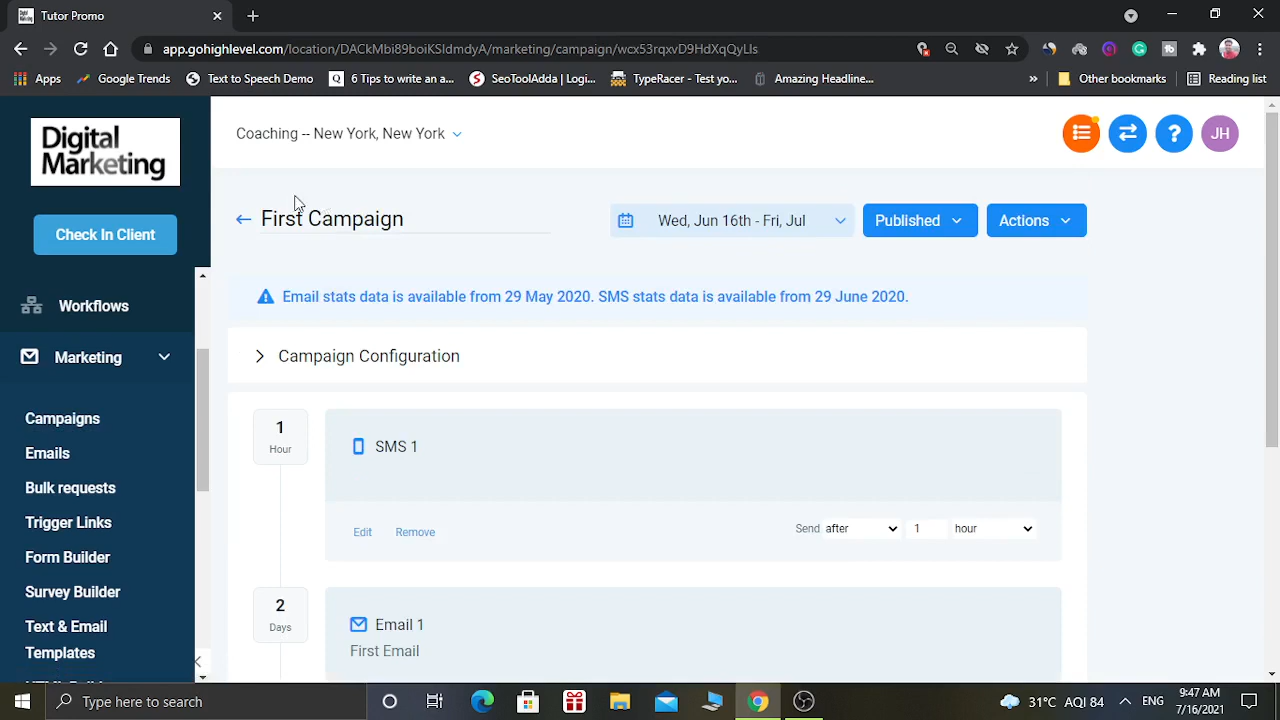 Tutor Promo
app.gohighlevel.com/location/DACkMbi89boiKSIdmdyA/marketing/campaign/wcx53rqxvD9HdXqQyLIs
Apps
Google Trends
Text to Speech Demo
6 Tips to write an a...
SeoToolAdda | Logi...
TypeRacer - Test yo...
Amazing Headline...
»
Other bookmarks
Reading list
Digital
Marketing
Coaching -- New York, New York
JH
Check In Client
First Campaign
Wed, Jun 16th - Fri, Jul
Published
Actions
Workflows
Email stats data is available from 29 May 2020. SMS stats data is available from 29 June 2020.
Marketing
Campaign Configuration
Campaigns
1
Hour
SMS 1
Emails
Bulk requests
Trigger Links
Edit
Remove
Send
after
1
hour
Form Builder
Survey Builder
2
Days
Email 1
First Email
Text & Email
Templates
Type here to search
31°C AQI 84
ENG
9:47 AM
7/16/2021